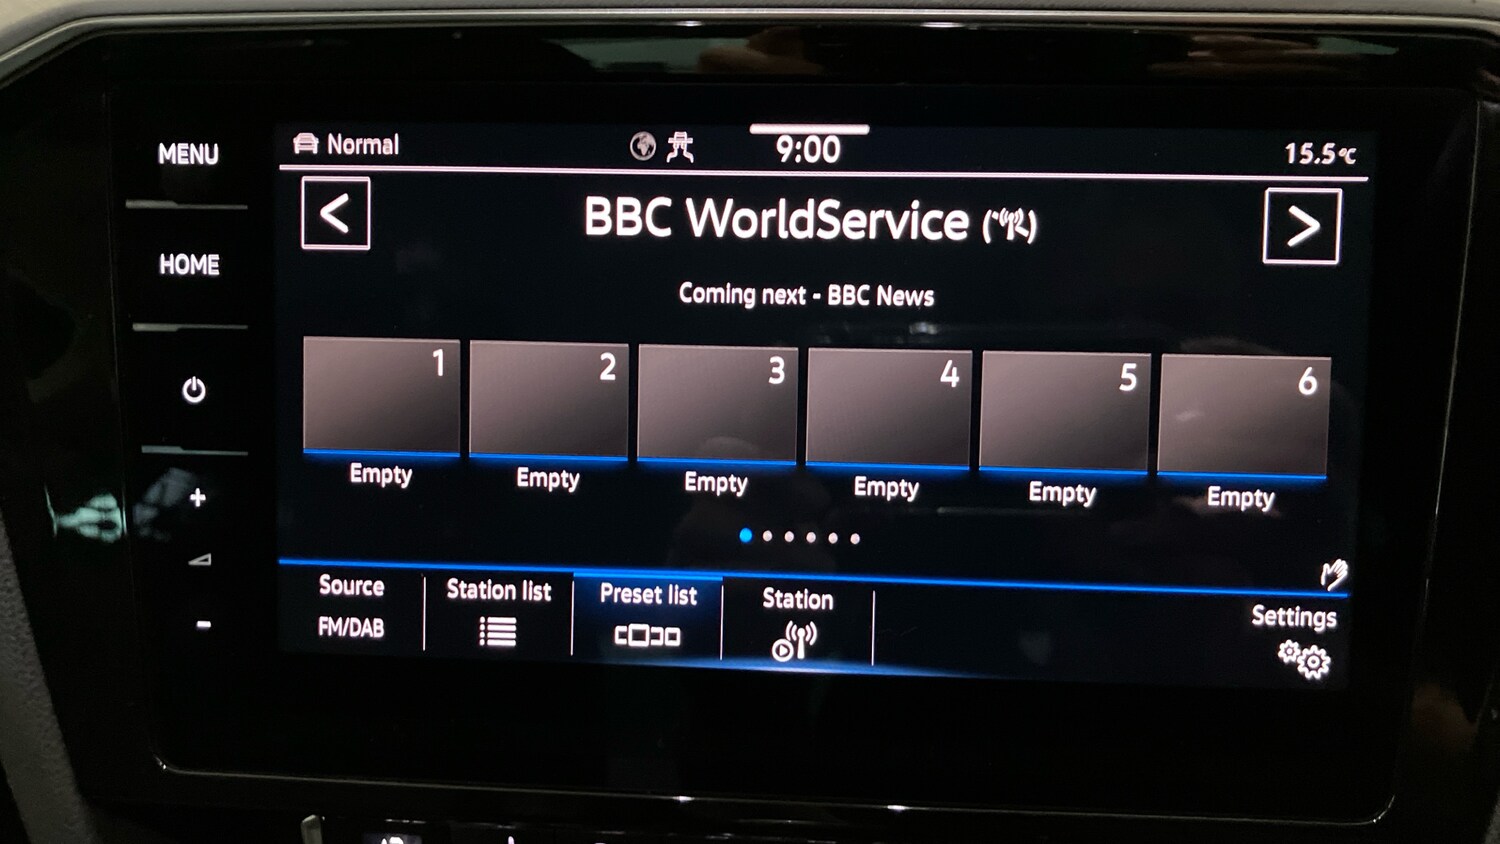 MENU
HOME
+
-
Normal
9:00
15.5°C
<
BBC WorldService
>
Coming next - BBC News
1
2
3
4
5
6
Empty
Empty
Empty
Empty
Empty
Empty
Source
FM/DAB
Station list
Preset list
Station
Settings